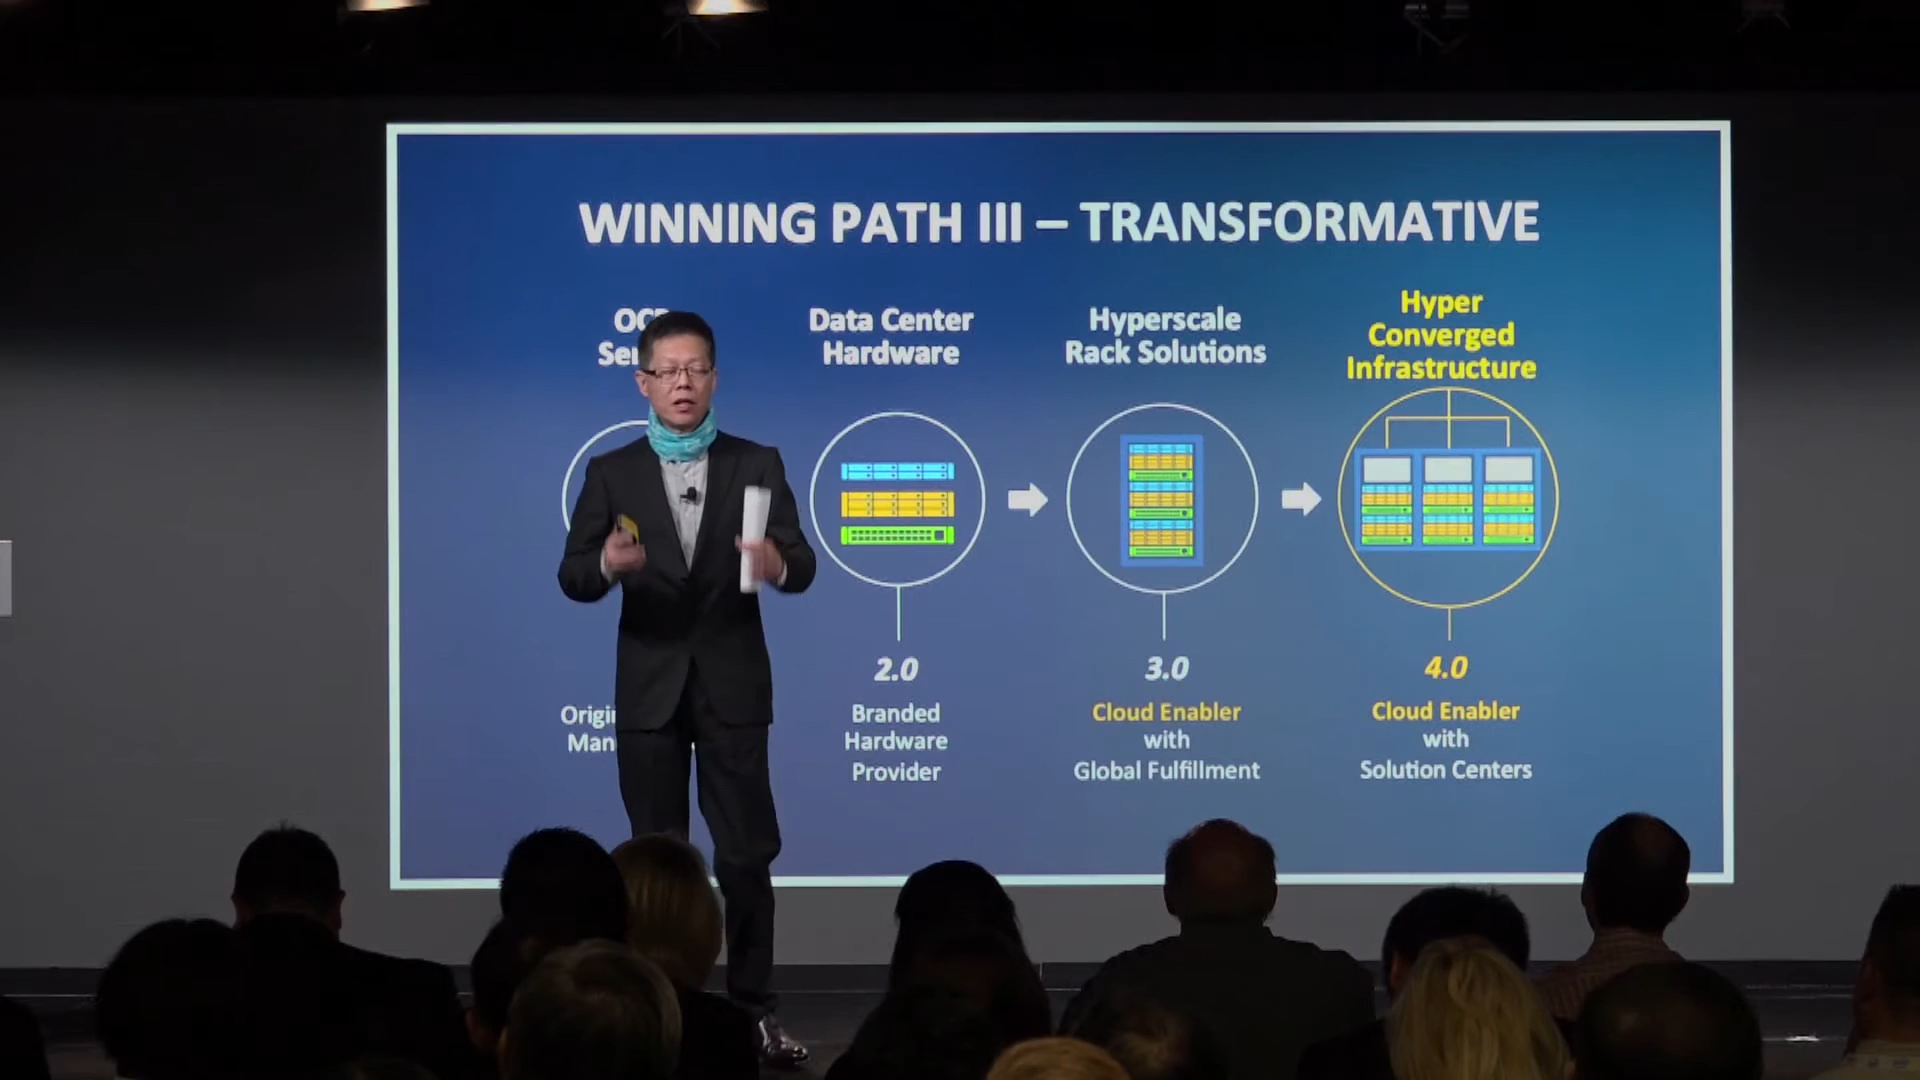 WINNING PATH III – TRANSFORMATIVE
Data Center
Hardware
Hyperscale
Rack Solutions
Hyper
Converged
Infrastructure
2.0
Branded
Hardware
Provider
3.0
Cloud Enabler
with
Global Fulfillment
4.0
Cloud Enabler
with
Solution Centers